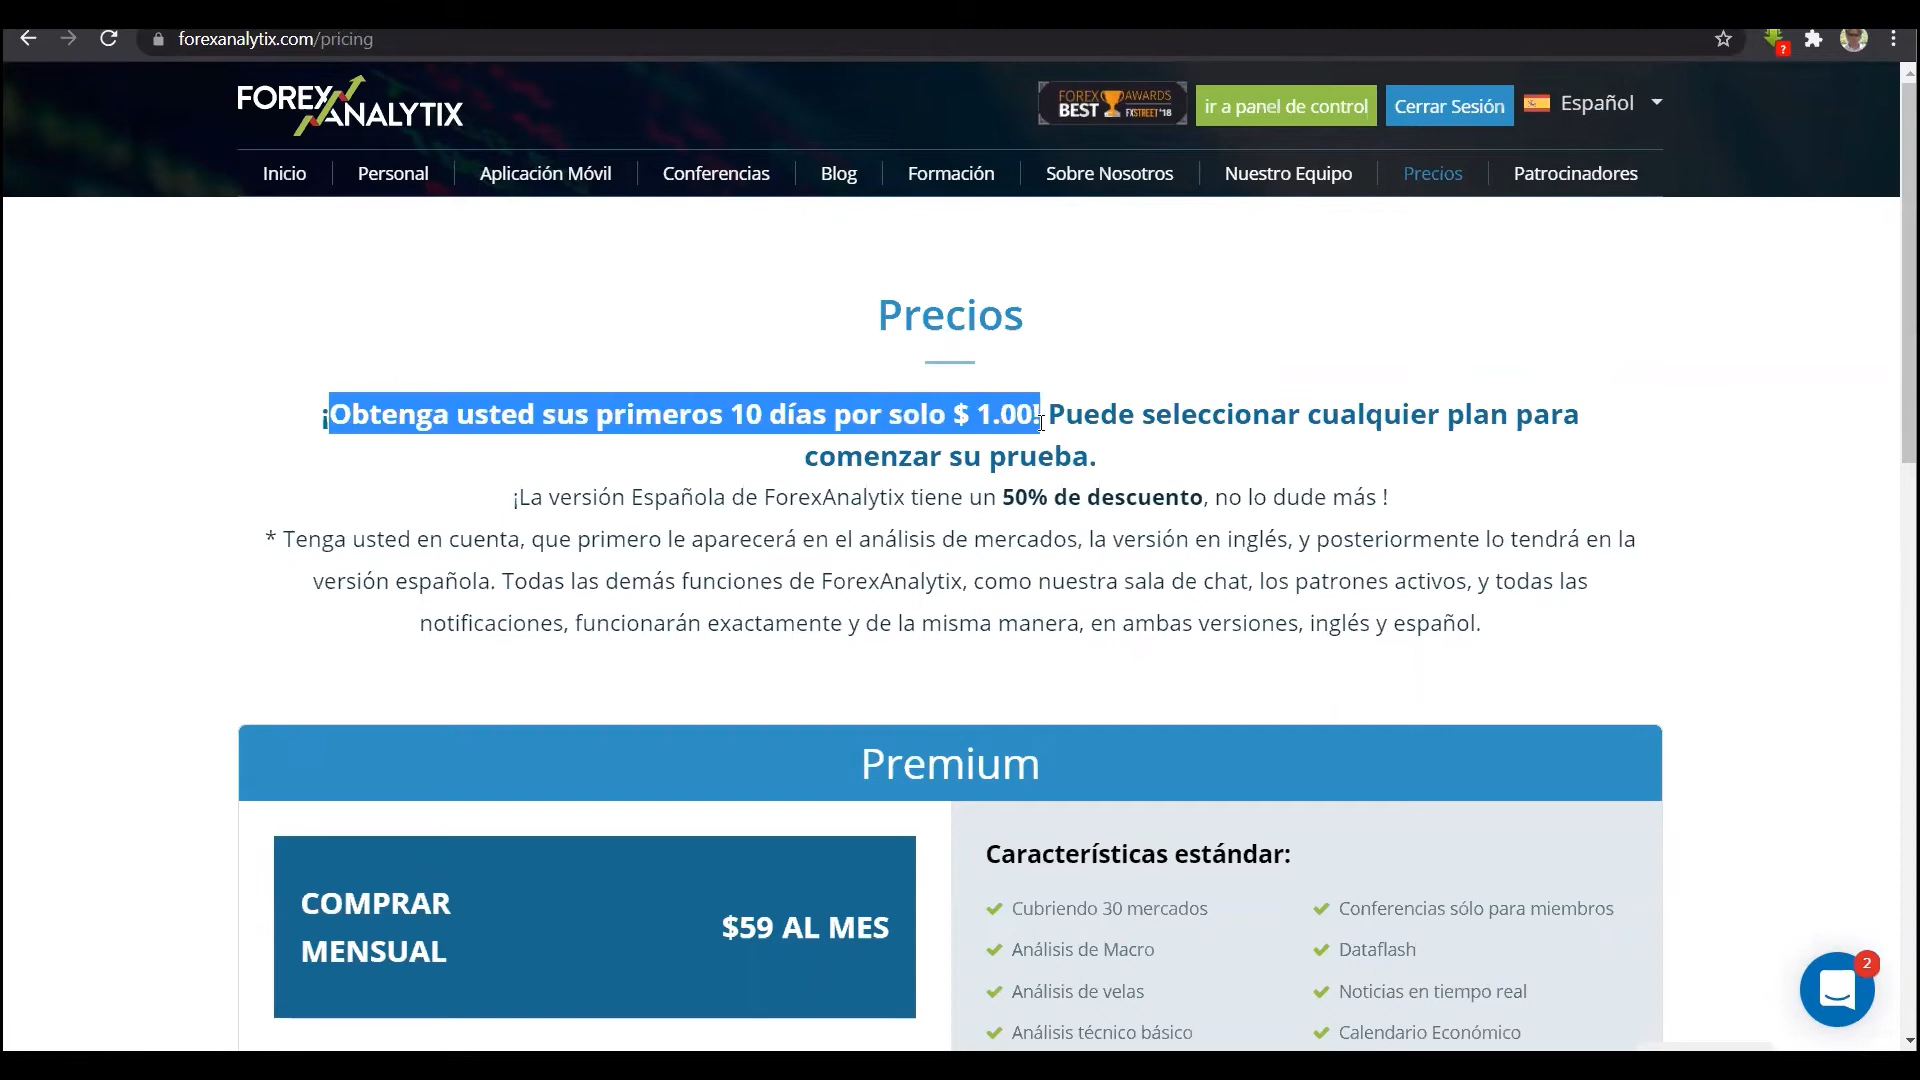 forexanalytix.com/pricing
?
FOREXANALYTIX
FOREX AWARDS
BEST FXSTREET'18
ir a panel de control
Cerrar Sesión
Español
Inicio
Personal
Aplicación Móvil
Conferencias
Blog
Formación
Sobre Nosotros
Nuestro Equipo
Precios
Patrocinadores
Precios
¡Obtenga usted sus primeros 10 días por solo $ 1.00! Puede seleccionar cualquier plan para
comenzar su prueba.
¡La versión Española de ForexAnalytix tiene un 50% de descuento, no lo dude más !
* Tenga usted en cuenta, que primero le aparecerá en el análisis de mercados, la versión en inglés, y posteriormente lo tendrá en la
versión española. Todas las demás funciones de ForexAnalytix, como nuestra sala de chat, los patrones activos, y todas las
notificaciones, funcionarán exactamente y de la misma manera, en ambas versiones, inglés y español.
Premium
COMPRAR
MENSUAL
$59 AL MES
Características estándar:
Cubriendo 30 mercados
Conferencias sólo para miembros
Análisis de Macro
Dataflash
Análisis de velas
Noticias en tiempo real
Análisis técnico básico
Calendario Económico
2